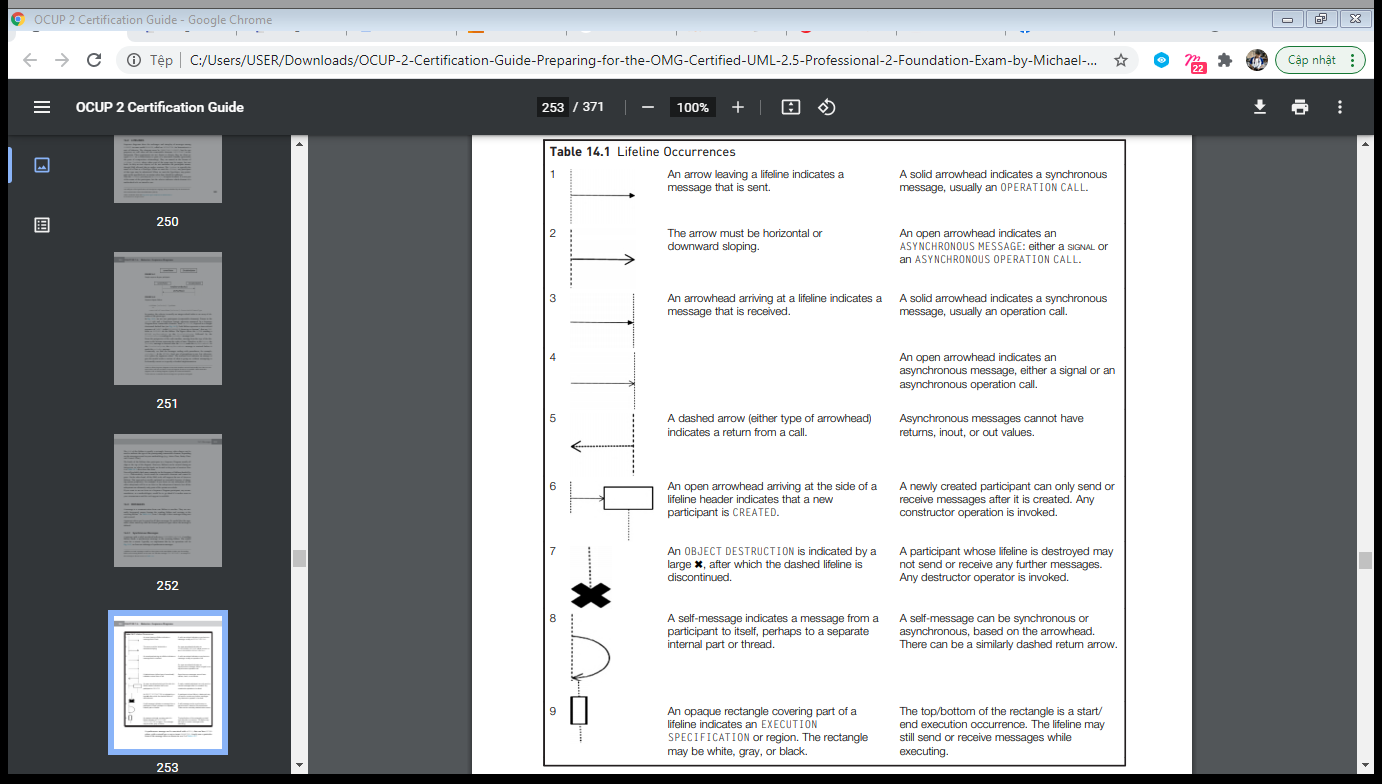 OCUP 2 Certification Guide - Google Chrome
Tệp
C:/Users/USER/Downloads/OCUP-2-Certification-Guide-Preparing-for-the-OMG-Certified-UML-2.5-Professional-2-Foundation-Exam-by-Michael-...
22
Cập nhật
OCUP 2 Certification Guide
253 / 371
100%
250
251
252
253
Table 14.1 Lifeline Occurrences
1
An arrow leaving a lifeline indicates a
message that is sent.
A solid arrowhead indicates a synchronous
message, usually an OPERATION CALL.
2
The arrow must be horizontal or
downward sloping.
An open arrowhead indicates an
ASYNCHRONOUS MESSAGE: either a SIGNAL or
an ASYNCHRONOUS OPERATION CALL.
3
An arrowhead arriving at a lifeline indicates a
message that is received.
A solid arrowhead indicates a synchronous
message, usually an operation call.
4
An open arrowhead indicates an
asynchronous message, either a signal or an
asynchronous operation call.
5
A dashed arrow (either type of arrowhead)
indicates a return from a call.
Asynchronous messages cannot have
returns, inout, or out values.
6
An open arrowhead arriving at the side of a
lifeline header indicates that a new
participant is CREATED.
A newly created participant can only send or
receive messages after it is created. Any
constructor operation is invoked.
7
An OBJECT DESTRUCTION is indicated by a
large ✖, after which the dashed lifeline is
discontinued.
A participant whose lifeline is destroyed may
not send or receive any further messages.
Any destructor operator is invoked.
8
A self-message indicates a message from a
participant to itself, perhaps to a separate
internal part or thread.
A self-message can be synchronous or
asynchronous, based on the arrowhead.
There can be a similarly dashed return arrow.
9
An opaque rectangle covering part of a
lifeline indicates an EXECUTION
SPECIFICATION or region. The rectangle
may be white, gray, or black.
The top/bottom of the rectangle is a start/
end execution occurrence. The lifeline may
still send or receive messages while
executing.